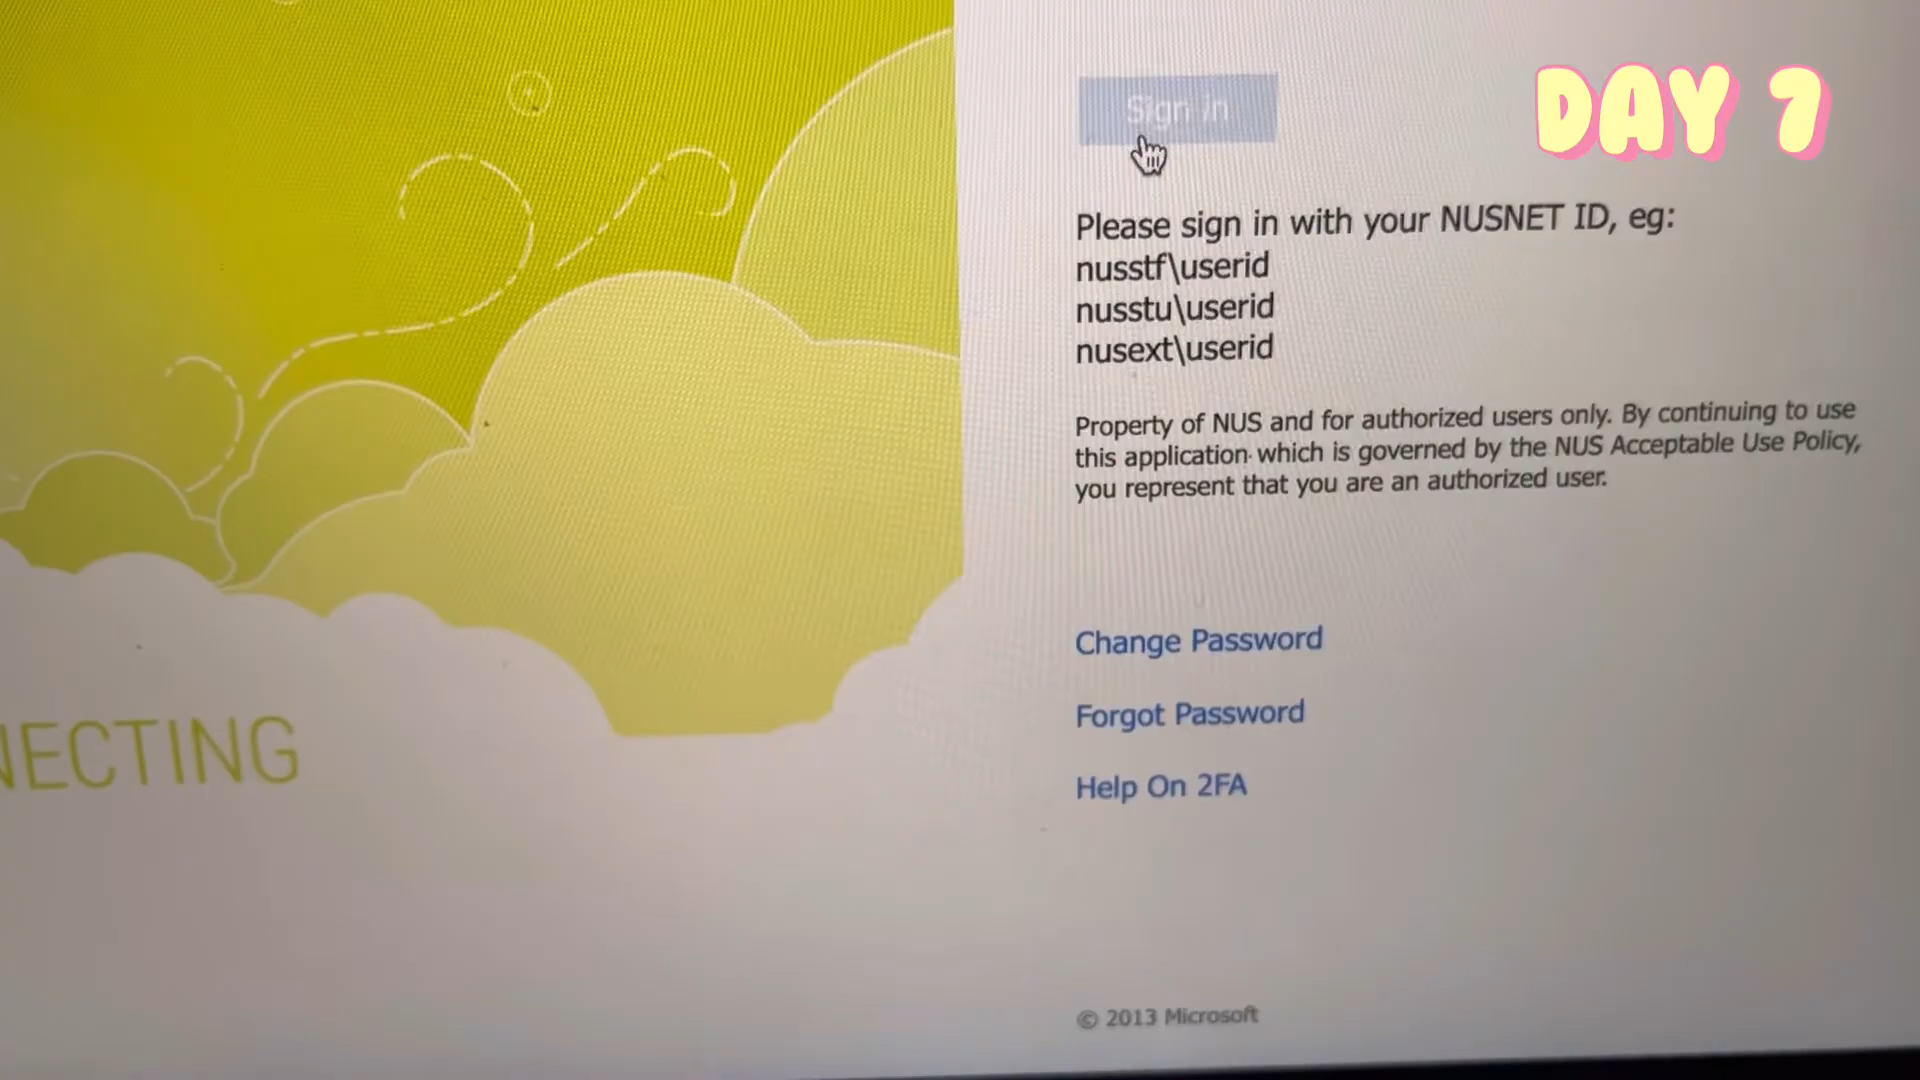 Sign in
DAY 7
Please sign in with your NUSNET ID, eg:
nusstf\userid
nusstu\userid
nusext\userid
Property of NUS and for authorized users only. By continuing to use
this application which is governed by the NUS Acceptable Use Policy,
you represent that you are an authorized user.
Change Password
Forgot Password
NECTING
Help On 2FA
© 2013 Microsoft